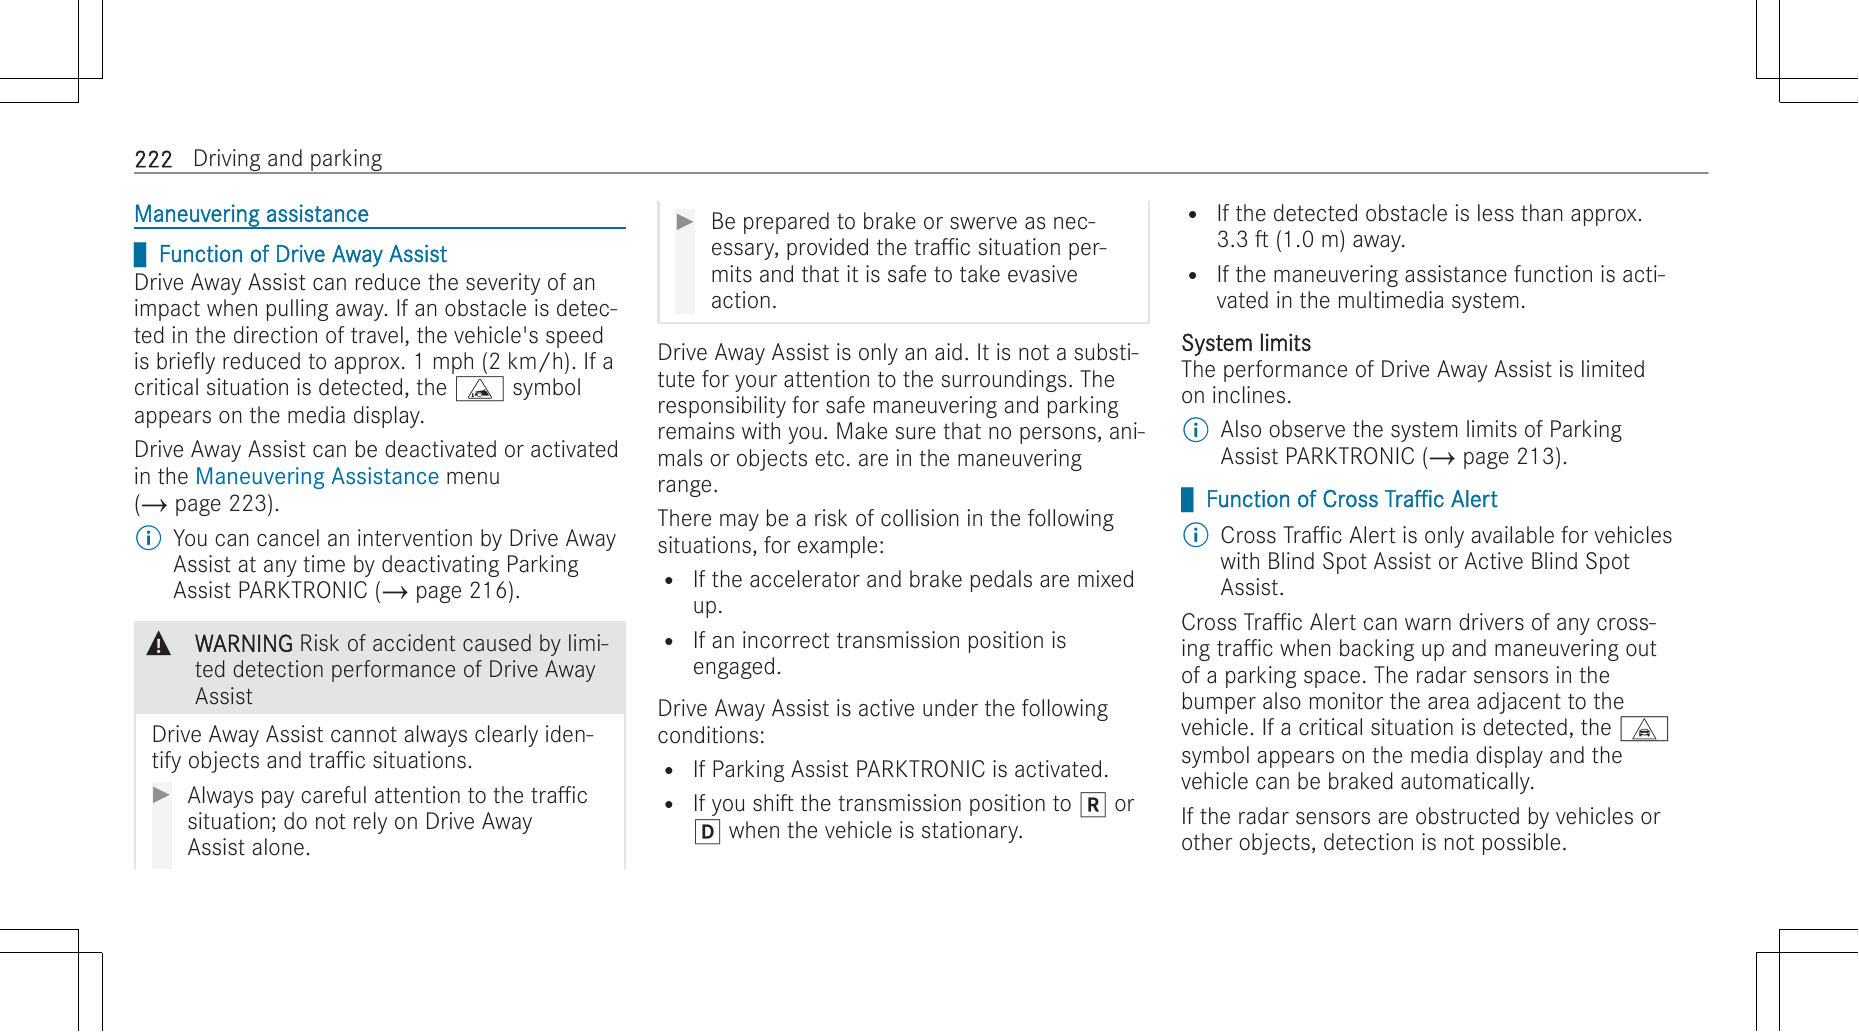 222 Driving and parking
Maneuvering assistance
Function of Drive Away Assist
Drive Away Assist can reduce the severity of an
impact when pulling away. If an obstacle is detec-
ted in the direction of travel, the vehicle's speed
is briefly reduced to approx. 1 mph (2 km/h). If a
critical situation is detected, the symbol
appears on the media display.
Drive Away Assist can be deactivated or activated
in the Maneuvering Assistance menu
(→ page 223).
You can cancel an intervention by Drive Away
Assist at any time by deactivating Parking
Assist PARKTRONIC (→ page 216).
WARNING Risk of accident caused by limi-
ted detection performance of Drive Away
Assist
Drive Away Assist cannot always clearly iden-
tify objects and traffic situations.
▶ Always pay careful attention to the traffic
situation; do not rely on Drive Away
Assist alone.
▶ Be prepared to brake or swerve as nec-
essary, provided the traffic situation per-
mits and that it is safe to take evasive
action.
Drive Away Assist is only an aid. It is not a substi-
tute for your attention to the surroundings. The
responsibility for safe maneuvering and parking
remains with you. Make sure that no persons, ani-
mals or objects etc. are in the maneuvering
range.
There may be a risk of collision in the following
situations, for example:
• If the accelerator and brake pedals are mixed
up.
• If an incorrect transmission position is
engaged.
Drive Away Assist is active under the following
conditions:
• If Parking Assist PARKTRONIC is activated.
• If you shift the transmission position to R or
D when the vehicle is stationary.
• If the detected obstacle is less than approx.
3.3 ft (1.0 m) away.
• If the maneuvering assistance function is acti-
vated in the multimedia system.
System limits
The performance of Drive Away Assist is limited
on inclines.
Also observe the system limits of Parking
Assist PARKTRONIC (→ page 213).
Function of Cross Traffic Alert
Cross Traffic Alert is only available for vehicles
with Blind Spot Assist or Active Blind Spot
Assist.
Cross Traffic Alert can warn drivers of any cross-
ing traffic when backing up and maneuvering out
of a parking space. The radar sensors in the
bumper also monitor the area adjacent to the
vehicle. If a critical situation is detected, the
symbol appears on the media display and the
vehicle can be braked automatically.
If the radar sensors are obstructed by vehicles or
other objects, detection is not possible.